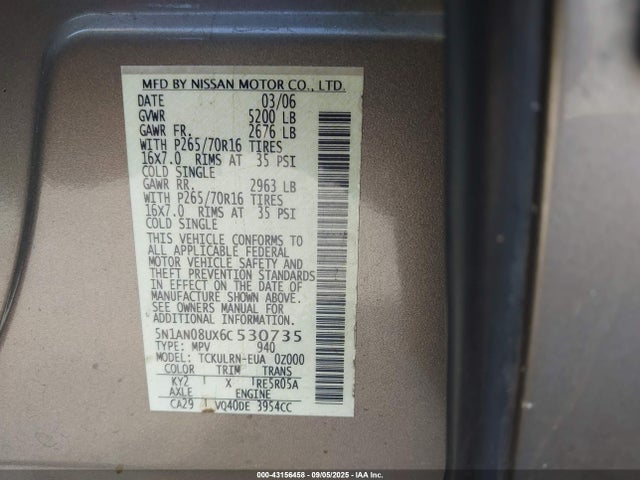 MFD BY NISSAN MOTOR CO., LTD.
DATE 03/06
GVWR 5200 LB
GAWR FR. 2676 LB
WITH P265/70R16 TIRES
16X7.0 RIMS AT 35 PSI
COLD SINGLE
GAWR RR. 2963 LB
WITH P265/70R16 TIRES
16X7.0 RIMS AT 35 PSI
COLD SINGLE
THIS VEHICLE CONFORMS TO
ALL APPLICABLE FEDERAL
MOTOR VEHICLE SAFETY AND
THEFT PREVENTION STANDARDS
IN EFFECT ON THE DATE OF
MANUFACTURE SHOWN ABOVE.
SEE OWNERS MANUAL FOR
ADDITIONAL INFORMATION.
5N1AN08UX6C530735
TYPE: MPV 940
MODEL: TCKULRN-EUA 0Z000
COLOR TRIM TRANS
KY2 X RE5R05A
AXLE ENGINE
CA29 VQ40DE 3954CC
000-43156458 - 09/05/2025 - IAA Inc.